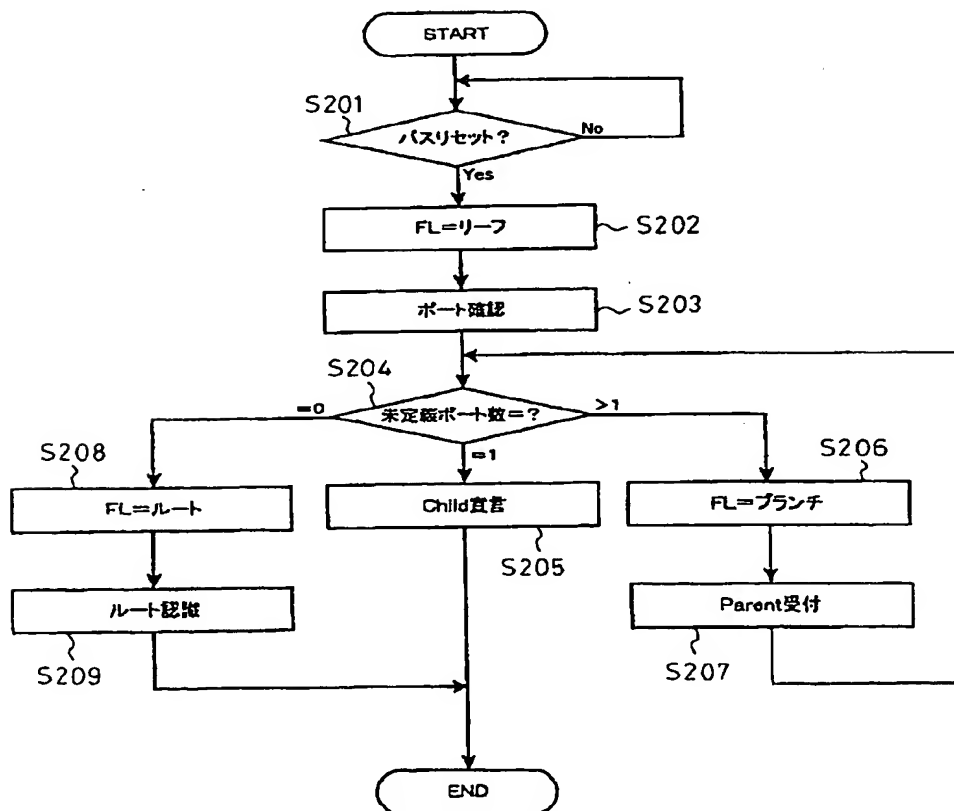 START
S201
バスリセット？
No
Yes
FL=リーフ
S202
ポート確認
S203
S204
=0
未定義ポート数=？
>1
=1
S208
FL=ルート
Child宣言
S205
S206
FL=ブランチ
ルート認識
S209
Parent受付
S207
END